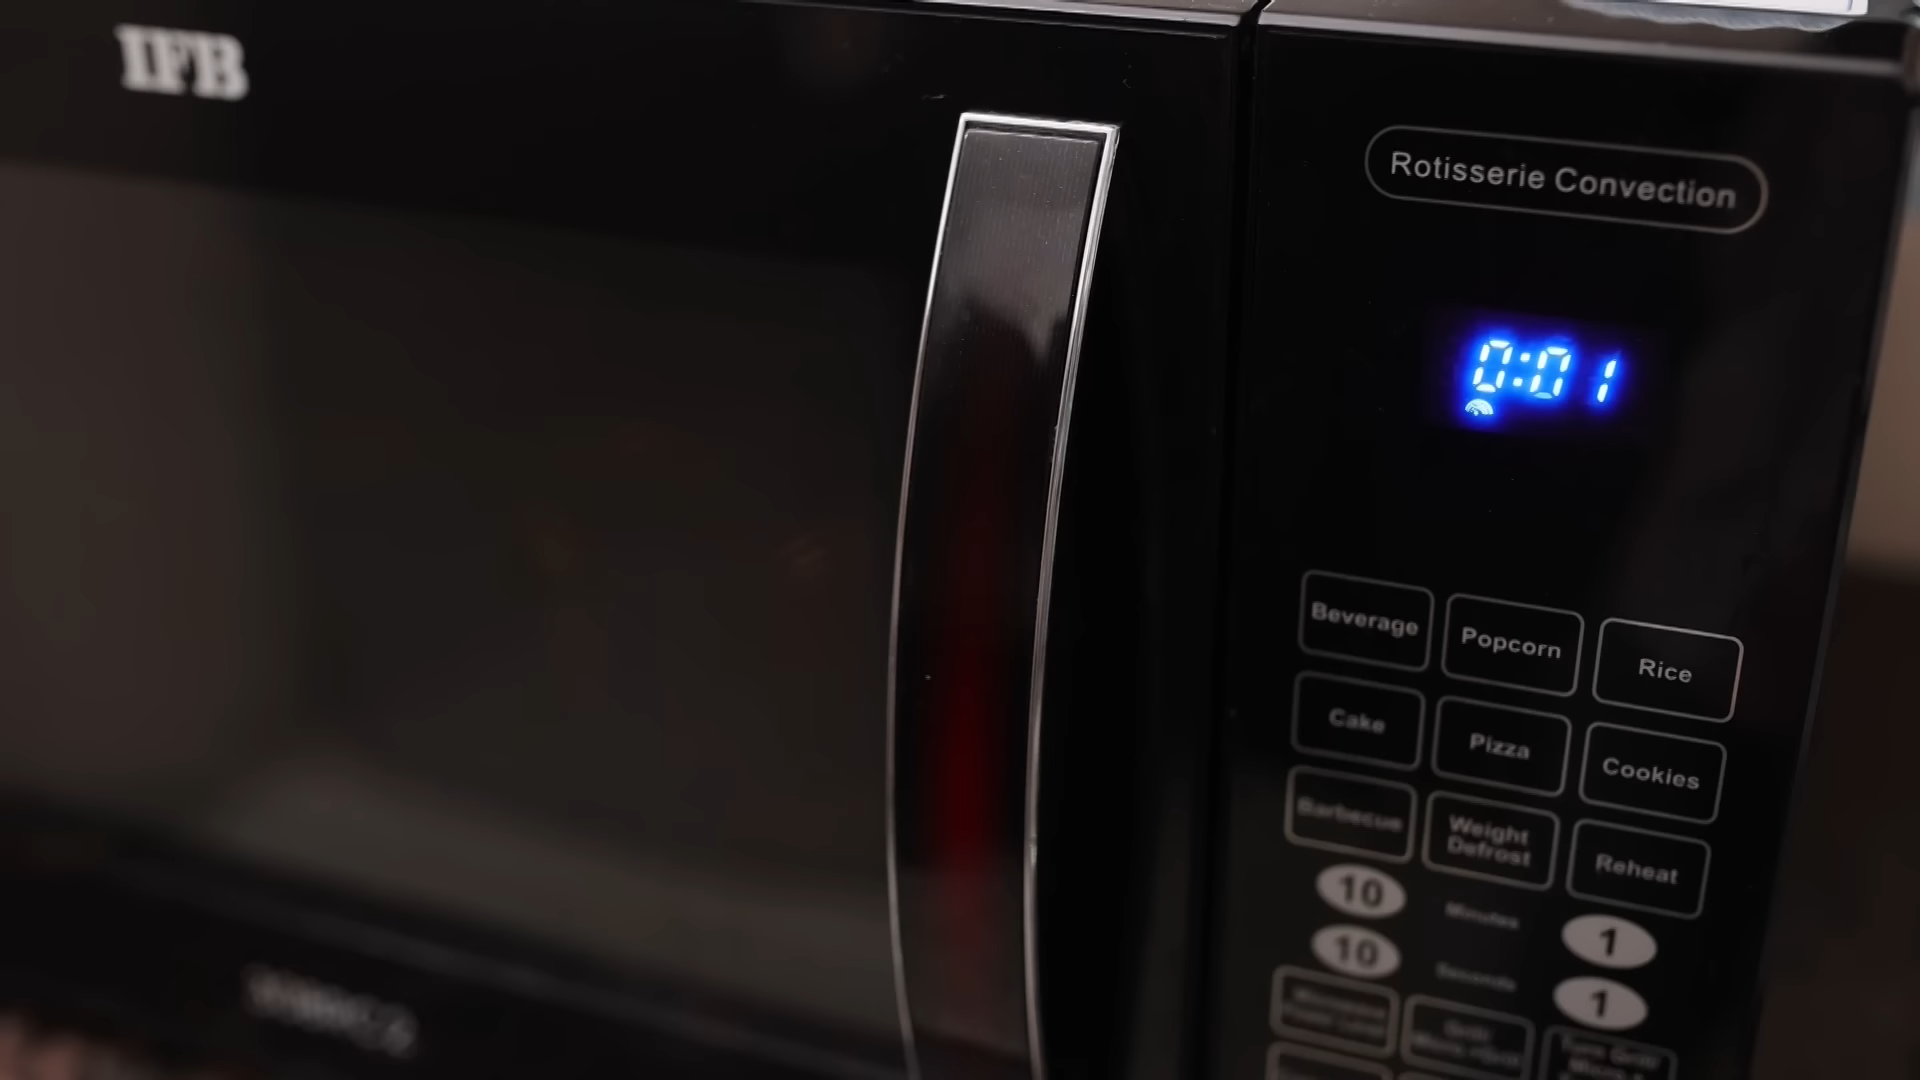 IFB
Rotisserie Convection
0:01
Beverage
Popcorn
Rice
Cake
Pizza
Cookies
Barbecue
Weight
Defrost
Reheat
10
Minutes
1
10
Seconds
1